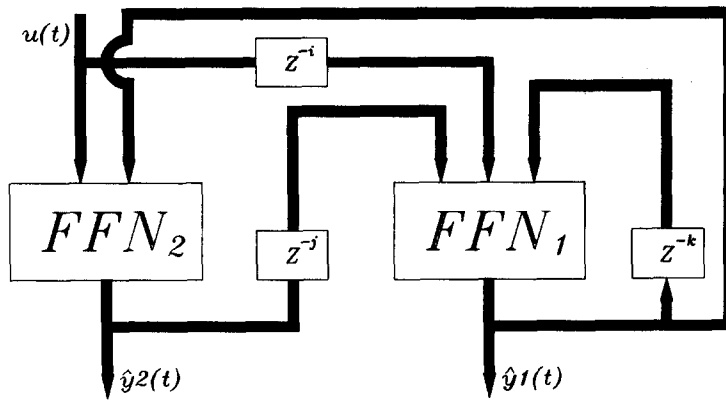 u(t)
z⁻ⁱ
FFN₂
z⁻ʲ
FFN₁
z⁻ᵏ
ŷ2(t)
ŷ1(t)